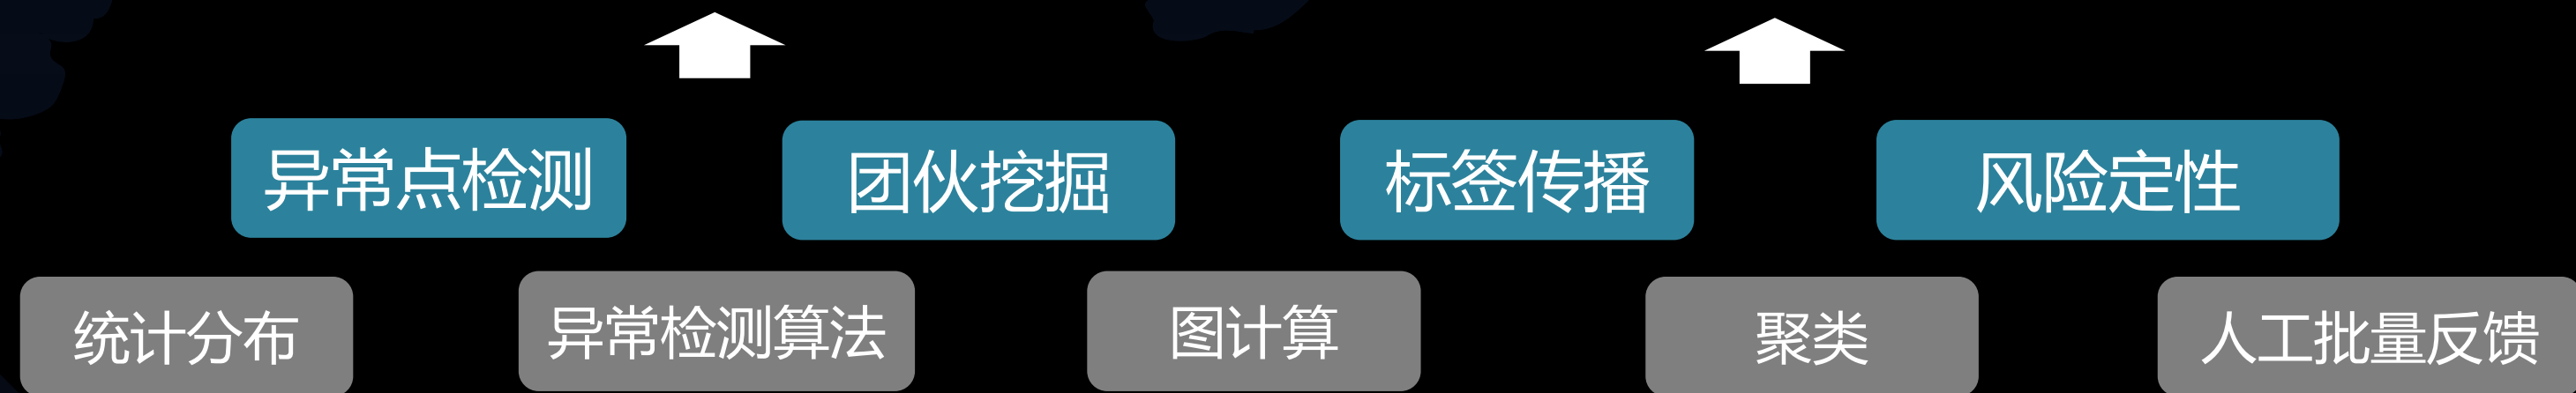 异常点检测 团伙挖掘 标签传播 风险定性
统计分布 异常检测算法 图计算 聚类 人工批量反馈